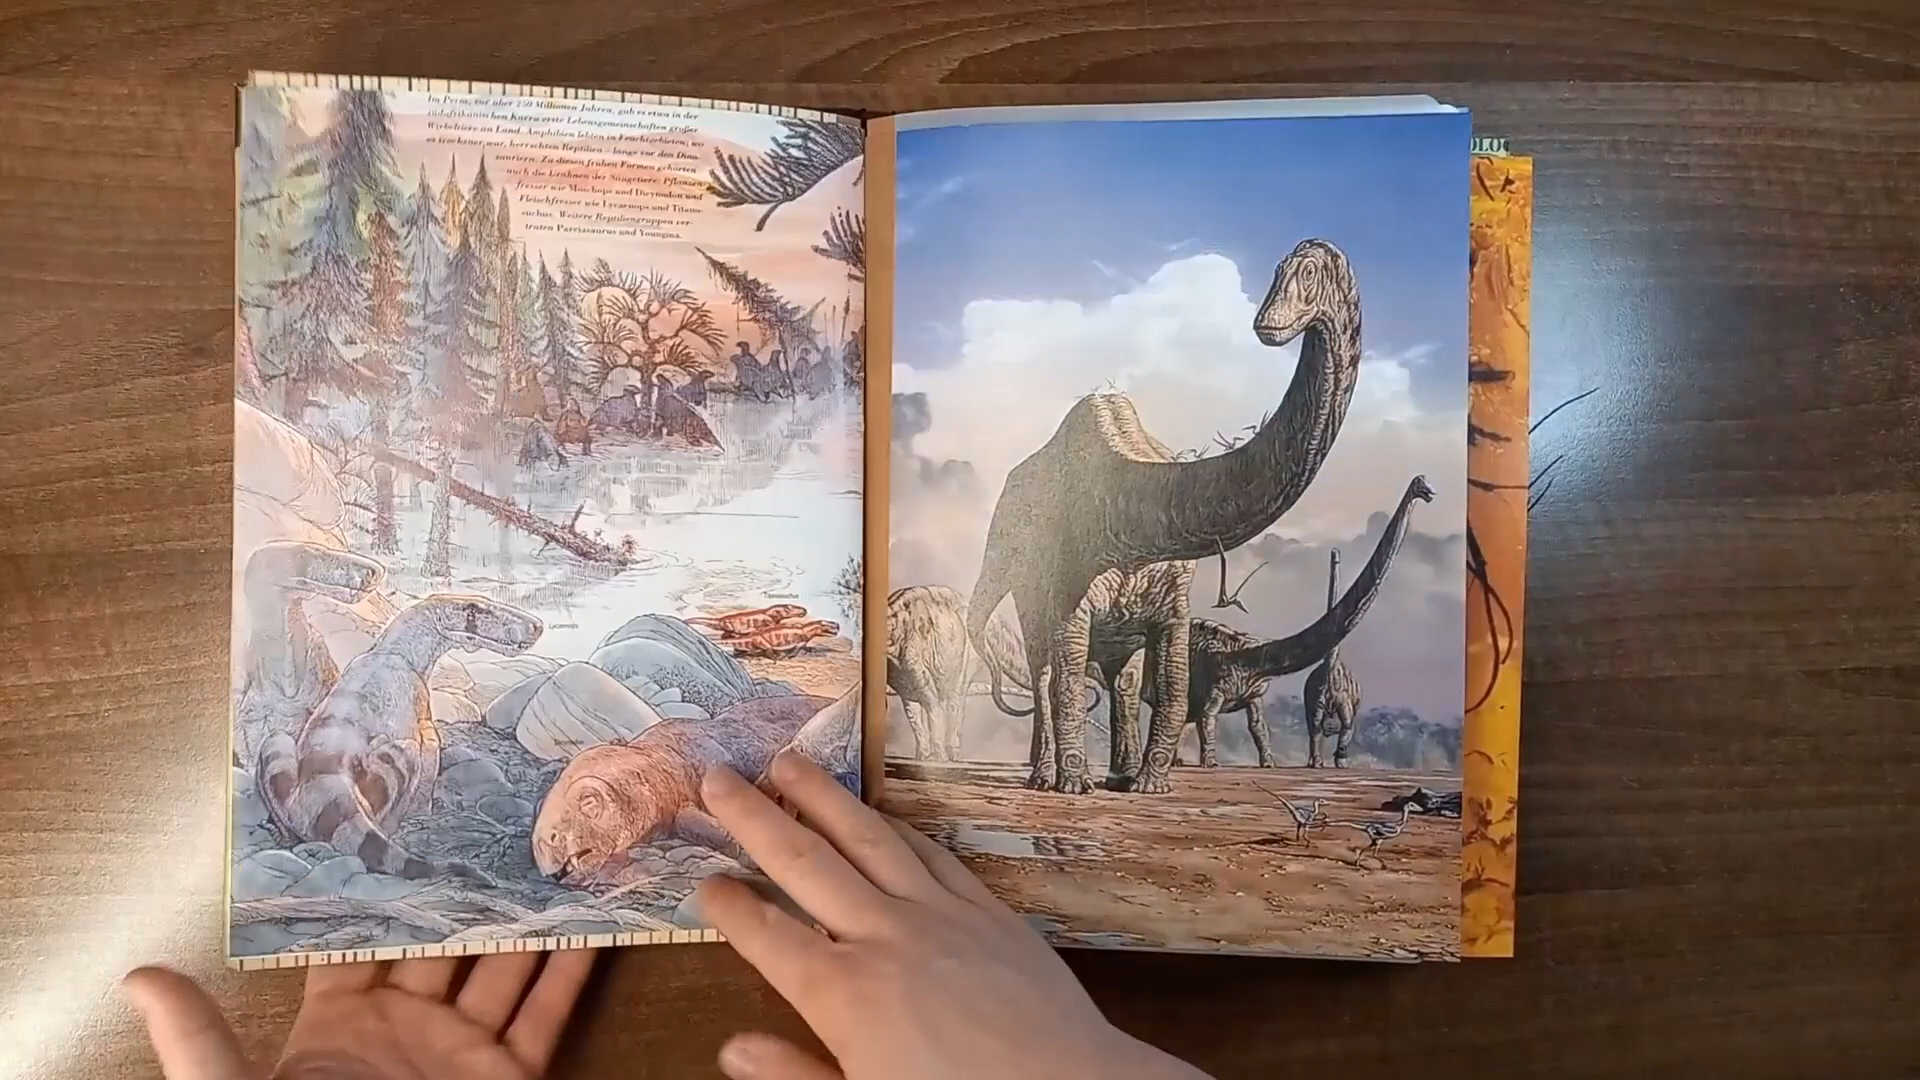 Im Perm, vor über 250 Millionen Jahren, gab es etwa in der
südafrikanischen Karru erste Lebensgemeinschaften großer
Wirbeltiere an Land. Amphibien lebten in Feuchtgebieten; wo
es trockener war, herrschten Reptilien – lange vor den Dino-
sauriern. Zu diesen frühen Formen gehörten
auch die Urahnen der Säugetiere: Pflanzen-
fresser wie Moschops und Dicynodon und
Fleischfresser wie Lycaenops und Titano-
suchus. Weitere Reptiliengruppen ver-
traten Pareiasaurus und Youngina.
Titanosuchus
Lycaenops
Dicynodon
OLOG